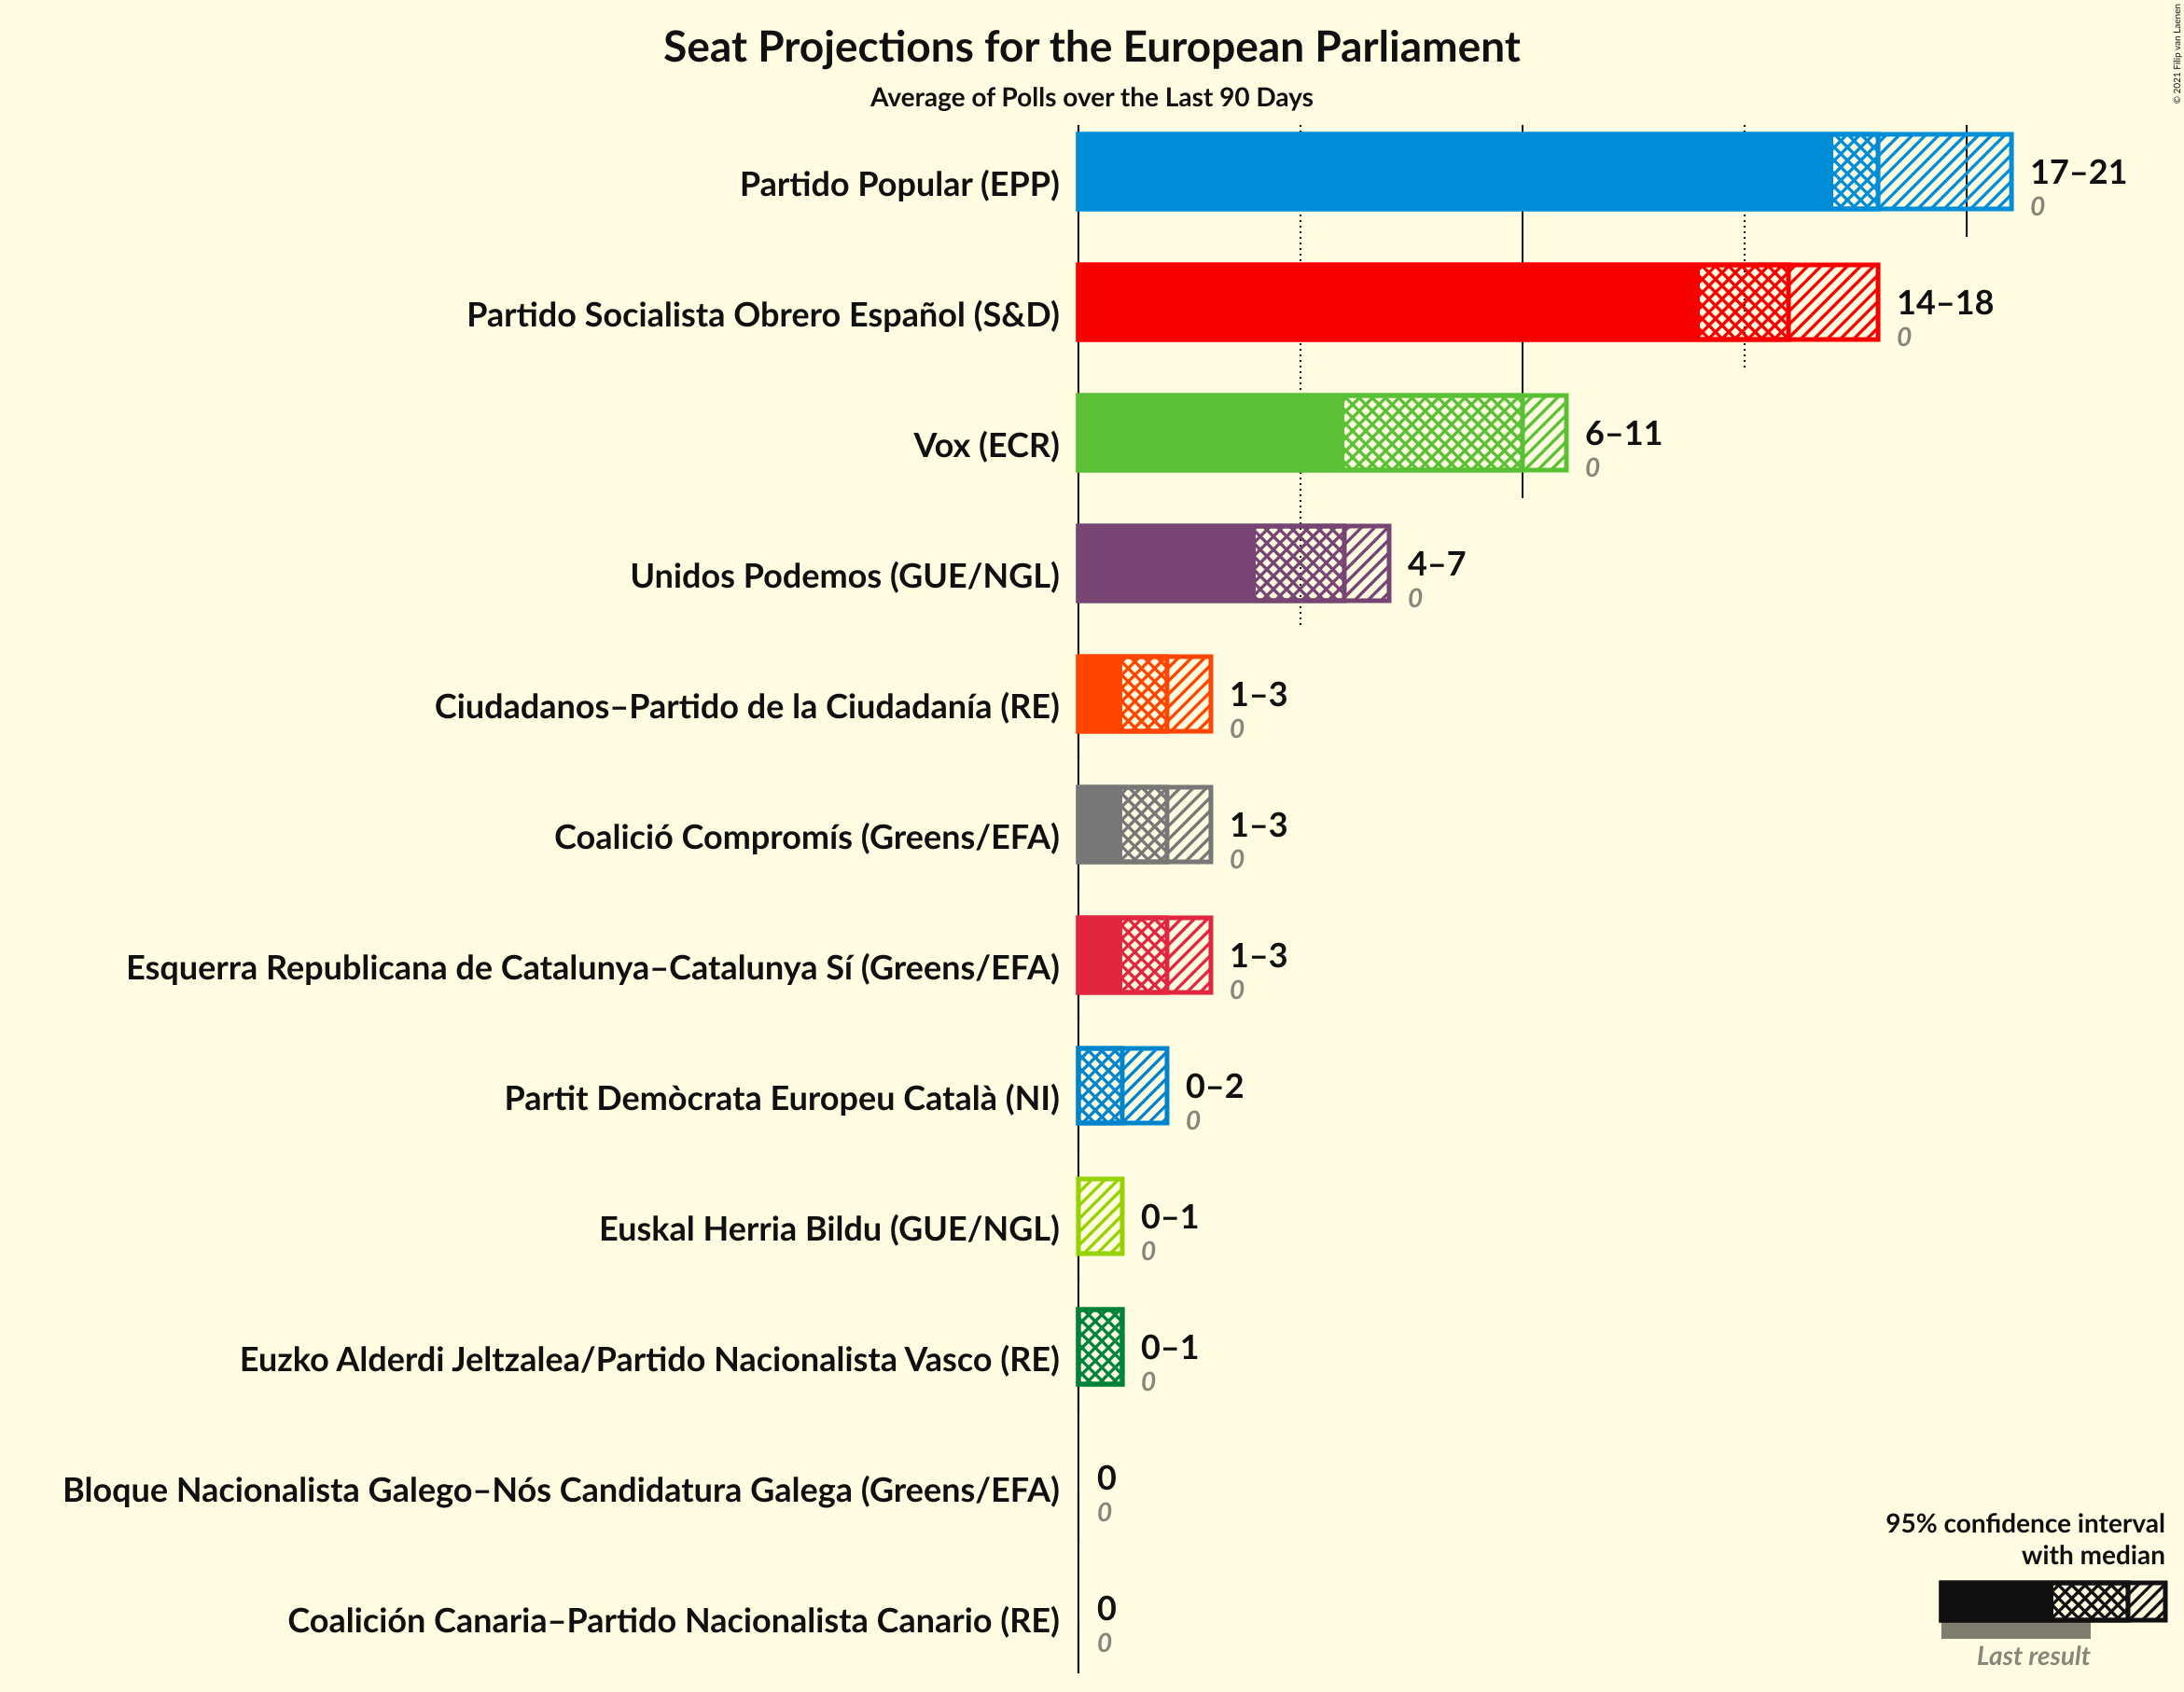 Seat Projections for the European Parliament
Average of Polls over the Last 90 Days
© 2021 Filip van Laenen
Partido Popular (EPP)
17–21
0
Partido Socialista Obrero Español (S&D)
14–18
0
Vox (ECR)
6–11
0
Unidos Podemos (GUE/NGL)
4–7
0
Ciudadanos–Partido de la Ciudadanía (RE)
1–3
0
Coalició Compromís (Greens/EFA)
1–3
0
Esquerra Republicana de Catalunya–Catalunya Sí (Greens/EFA)
1–3
0
Partit Demòcrata Europeu Català (NI)
0–2
0
Euskal Herria Bildu (GUE/NGL)
0–1
0
Euzko Alderdi Jeltzalea/Partido Nacionalista Vasco (RE)
0–1
0
Bloque Nacionalista Galego–Nós Candidatura Galega (Greens/EFA)
0
0
Coalición Canaria–Partido Nacionalista Canario (RE)
0
0
95% confidence interval
with median
Last result